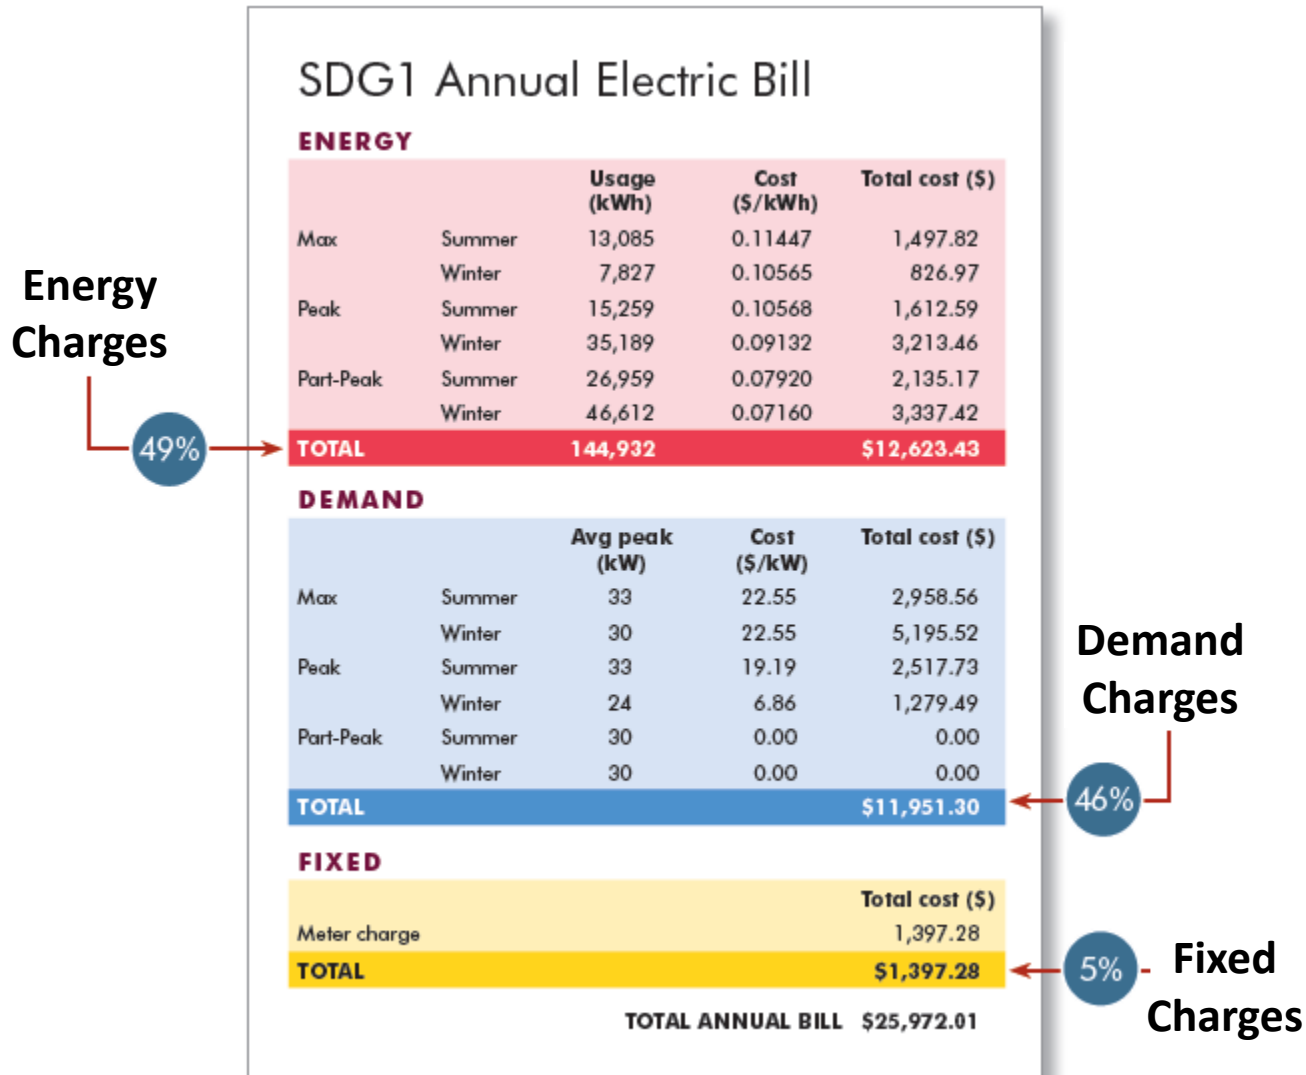 SDG1 Annual Electric Bill
ENERGY
Usage (kWh) Cost ($/kWh) Total cost ($)
Max Summer 13,085 0.11447 1,497.82
Winter 7,827 0.10565 826.97
Peak Summer 15,259 0.10568 1,612.59
Winter 35,189 0.09132 3,213.46
Part-Peak Summer 26,959 0.07920 2,135.17
Winter 46,612 0.07160 3,337.42
TOTAL 144,932 $12,623.43
Energy
Charges
49%
DEMAND
Avg peak (kW) Cost ($/kW) Total cost ($)
Max Summer 33 22.55 2,958.56
Winter 30 22.55 5,195.52
Peak Summer 33 19.19 2,517.73
Winter 24 6.86 1,279.49
Part-Peak Summer 30 0.00 0.00
Winter 30 0.00 0.00
TOTAL $11,951.30
Demand
Charges
46%
FIXED
Total cost ($)
Meter charge 1,397.28
TOTAL $1,397.28
5%
Fixed
Charges
TOTAL ANNUAL BILL $25,972.01